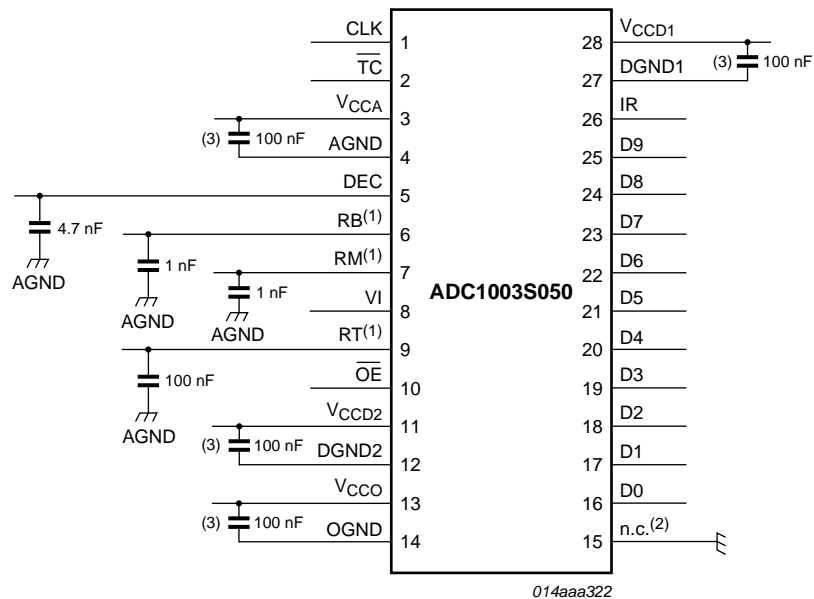 CLK 1
TC 2
VCCA 3
(3) 100 nF
AGND 4
DEC 5
4.7 nF
AGND
RB(1) 6
1 nF
AGND
RM(1) 7
1 nF
AGND
VI 8
RT(1) 9
100 nF
AGND
OE 10
VCCD2 11
(3) 100 nF
DGND2 12
VCCO 13
(3) 100 nF
OGND 14
ADC1003S050
28 VCCD1
(3) 100 nF
27 DGND1
26 IR
25 D9
24 D8
23 D7
22 D6
21 D5
20 D4
19 D3
18 D2
17 D1
16 D0
15 n.c.(2)
014aaa322